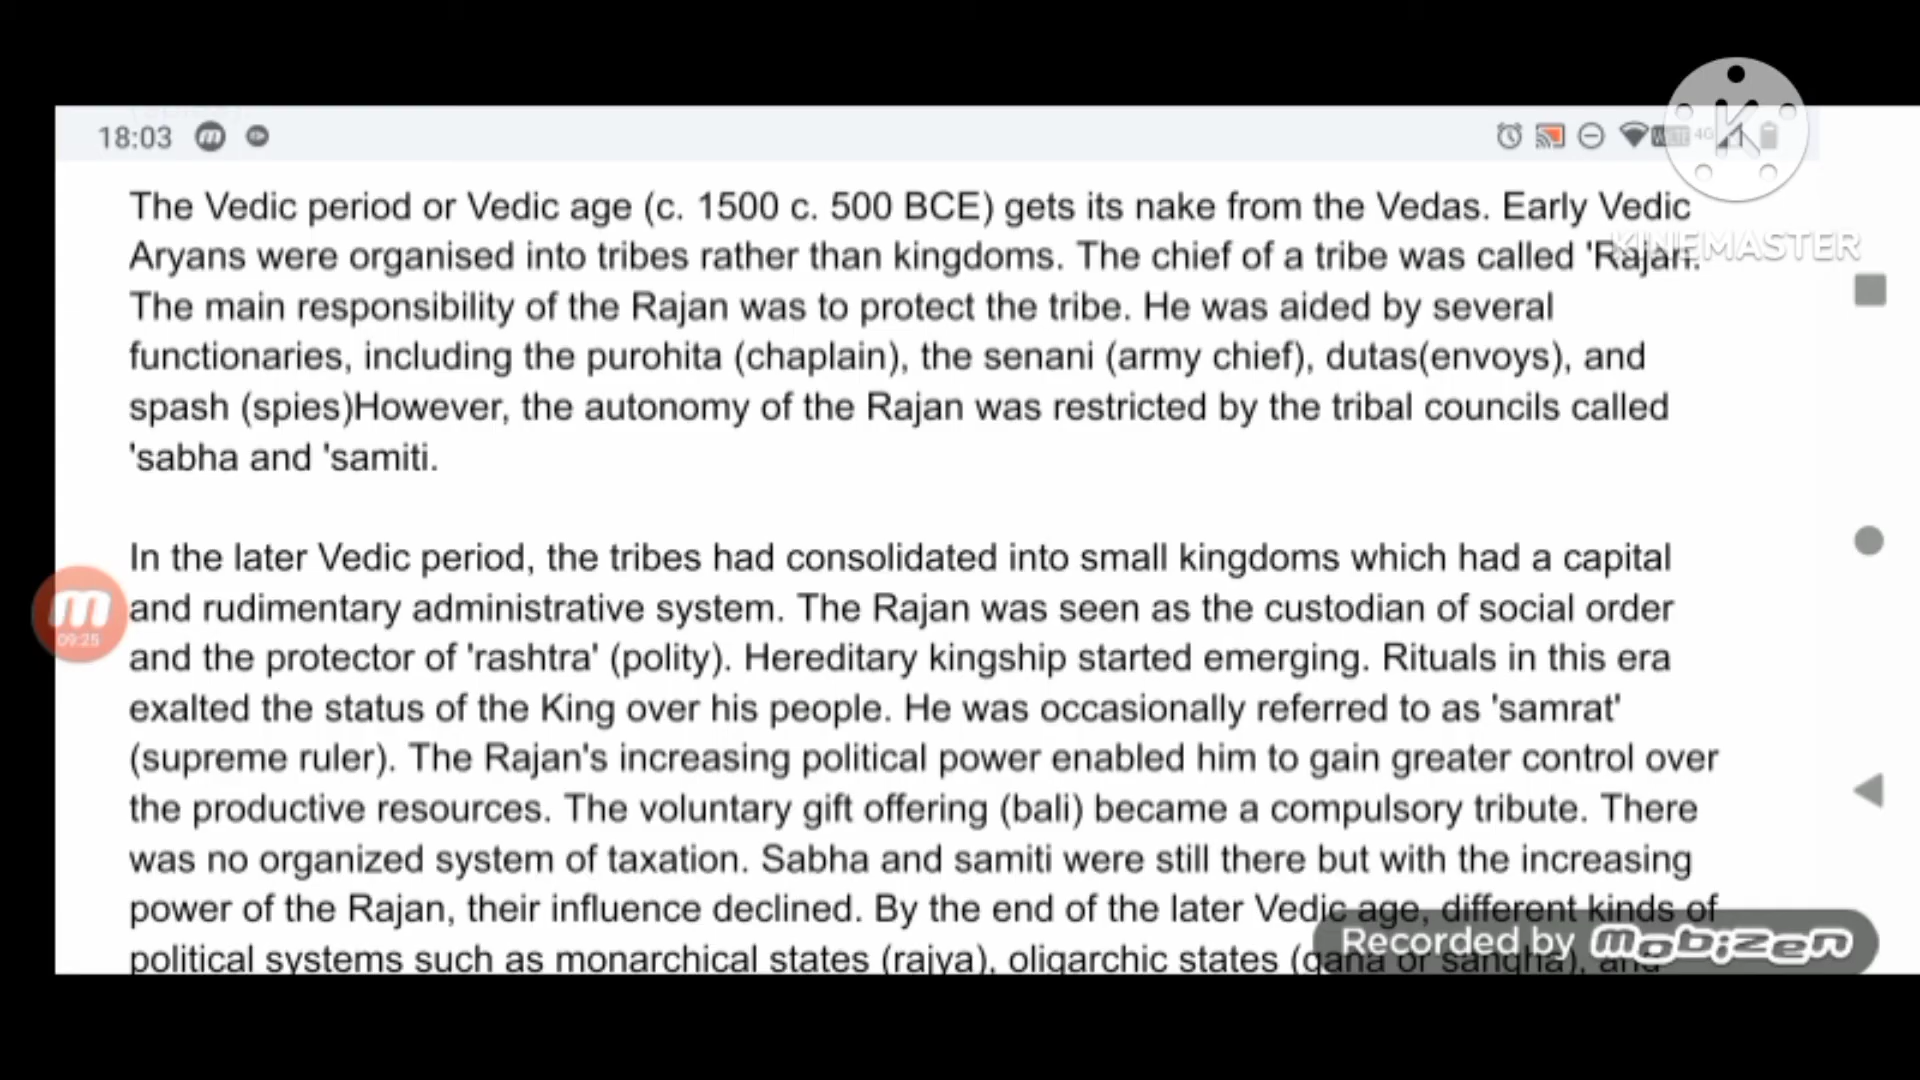 18:03
The Vedic period or Vedic age (c. 1500 c. 500 BCE) gets its nake from the Vedas. Early Vedic
Aryans were organised into tribes rather than kingdoms. The chief of a tribe was called 'Rajan.
KINEMASTER
The main responsibility of the Rajan was to protect the tribe. He was aided by several
functionaries, including the purohita (chaplain), the senani (army chief), dutas(envoys), and
spash (spies)However, the autonomy of the Rajan was restricted by the tribal councils called
'sabha and 'samiti.
In the later Vedic period, the tribes had consolidated into small kingdoms which had a capital
and rudimentary administrative system. The Rajan was seen as the custodian of social order
09:25
and the protector of 'rashtra' (polity). Hereditary kingship started emerging. Rituals in this era
exalted the status of the King over his people. He was occasionally referred to as 'samrat'
(supreme ruler). The Rajan's increasing political power enabled him to gain greater control over
the productive resources. The voluntary gift offering (bali) became a compulsory tribute. There
was no organized system of taxation. Sabha and samiti were still there but with the increasing
power of the Rajan, their influence declined. By the end of the later Vedic age, different kinds of
political systems such as monarchical states (rajya), oligarchic states (gana or sangha), and
Recorded by mobizen